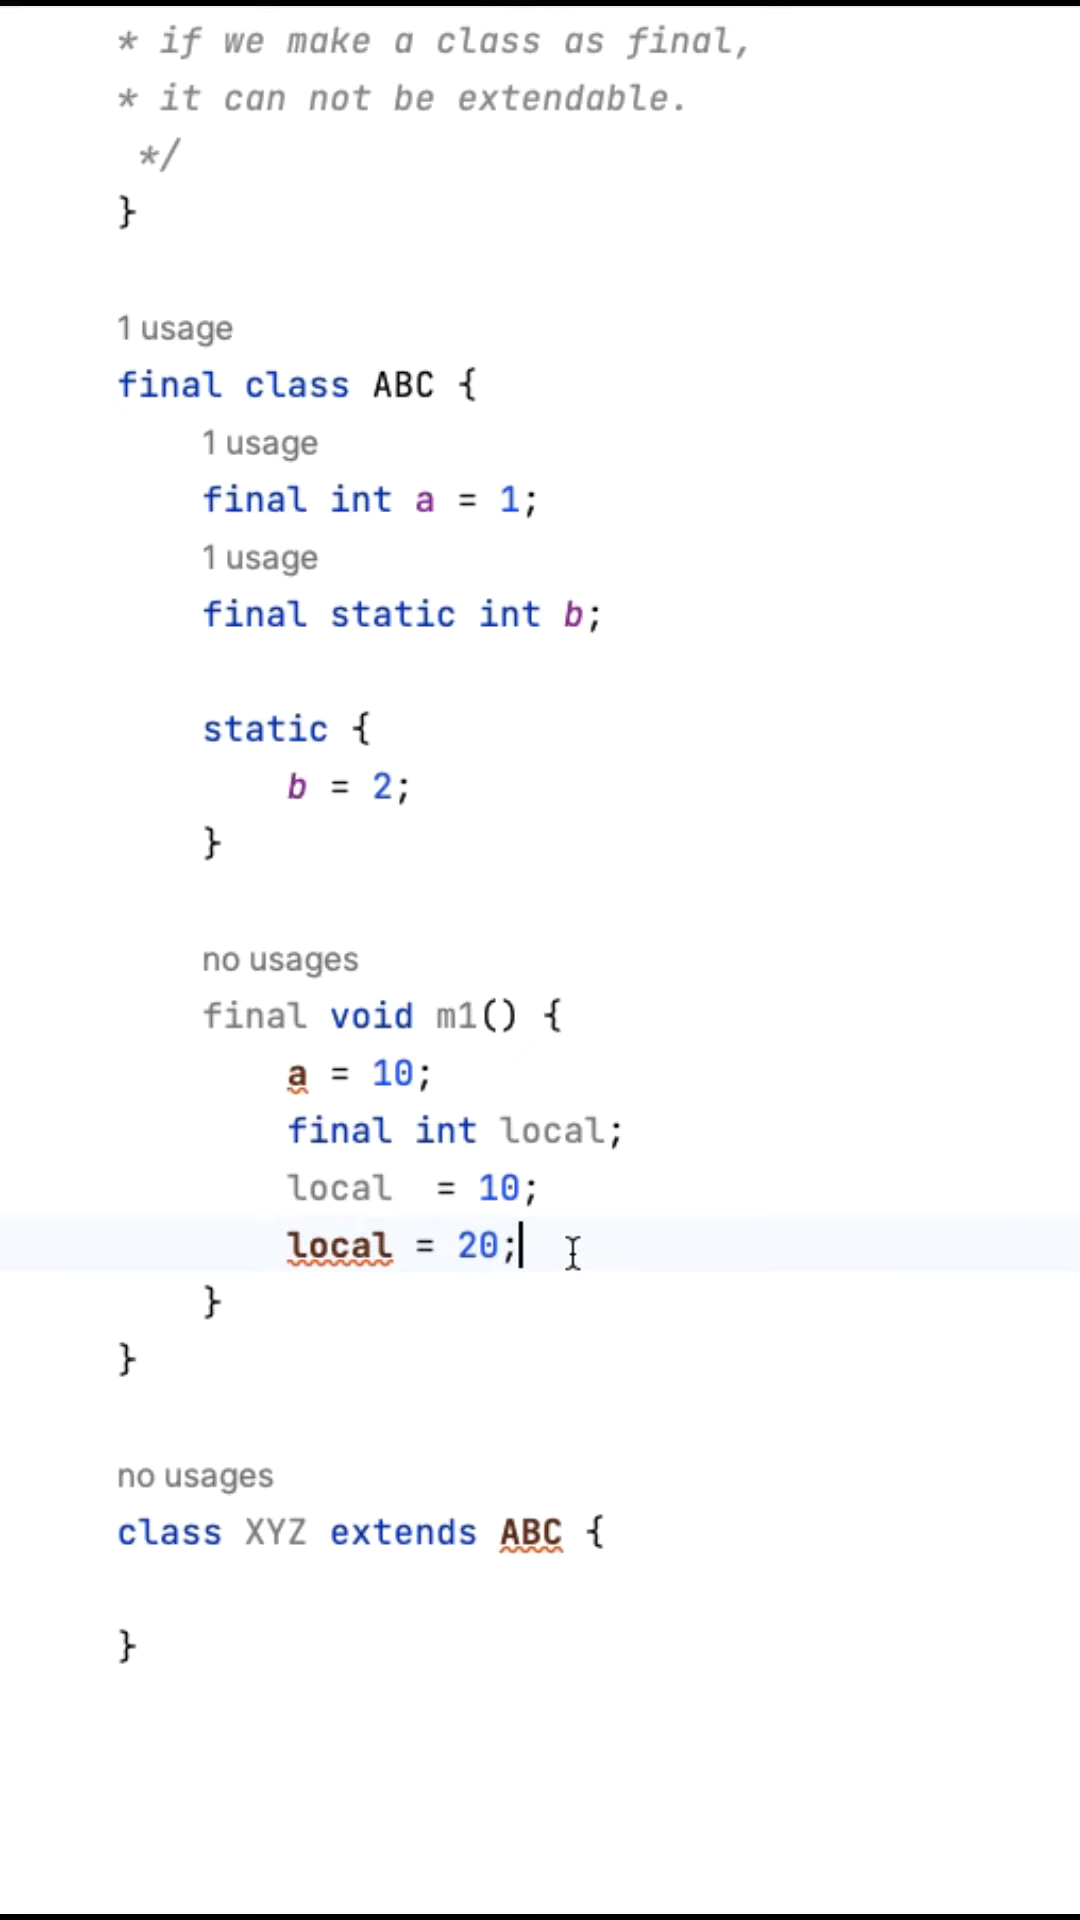 * if we make a class as final,
* it can not be extendable.
*/
}
1 usage
final class ABC {
1 usage
final int a = 1;
1 usage
final static int b;
static {
b = 2;
}
no usages
final void m1() {
a = 10;
final int local;
local  = 10;
local = 20;
}
}
no usages
class XYZ extends ABC {
}